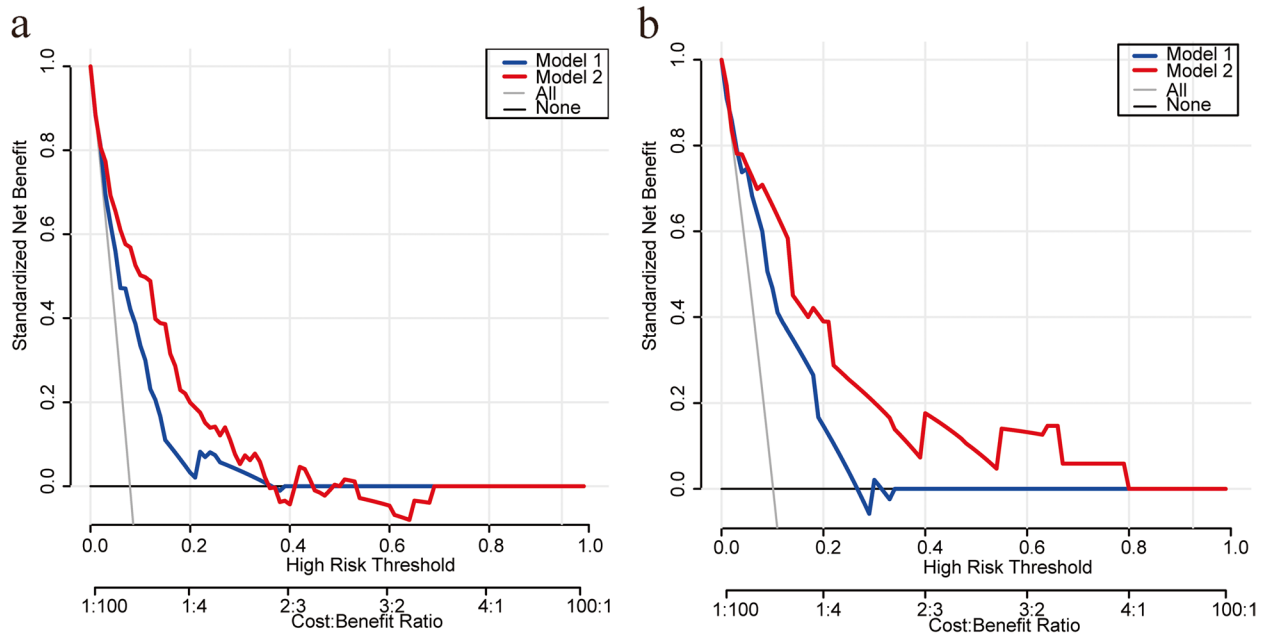 a
Standardized Net Benefit
1.0
0.8
0.6
0.4
0.2
0.0
Model 1
Model 2
All
None
0.0 0.2 0.4 0.6 0.8 1.0
High Risk Threshold
1:100 1:4 2:3 3:2 4:1 100:1
Cost:Benefit Ratio
b
Standardized Net Benefit
1.0
0.8
0.6
0.4
0.2
0.0
Model 1
Model 2
All
None
0.0 0.2 0.4 0.6 0.8 1.0
High Risk Threshold
1:100 1:4 2:3 3:2 4:1 100:1
Cost:Benefit Ratio